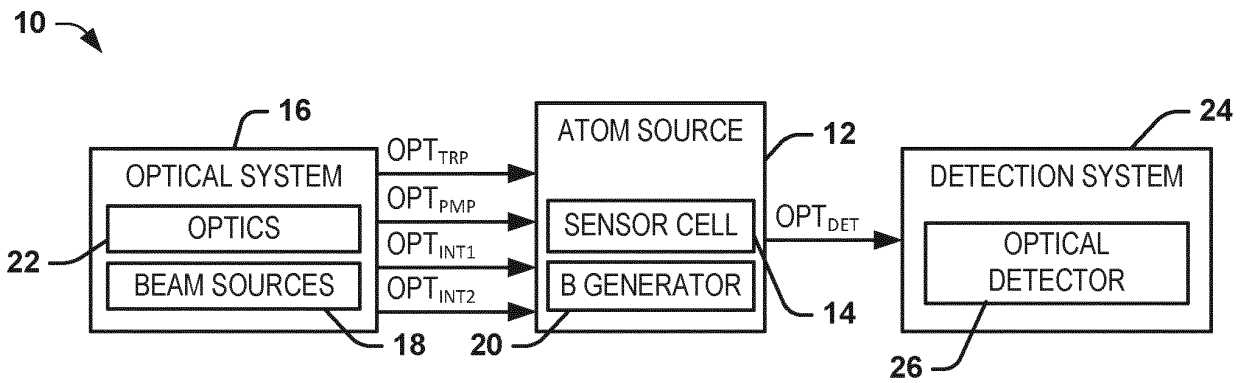 10
16
OPTICAL SYSTEM
OPTICS
22
BEAM SOURCES
18
OPT_TRP
OPT_PMP
OPT_INT1
OPT_INT2
ATOM SOURCE
12
SENSOR CELL
14
B GENERATOR
20
OPT_DET
24
DETECTION SYSTEM
OPTICAL
DETECTOR
26